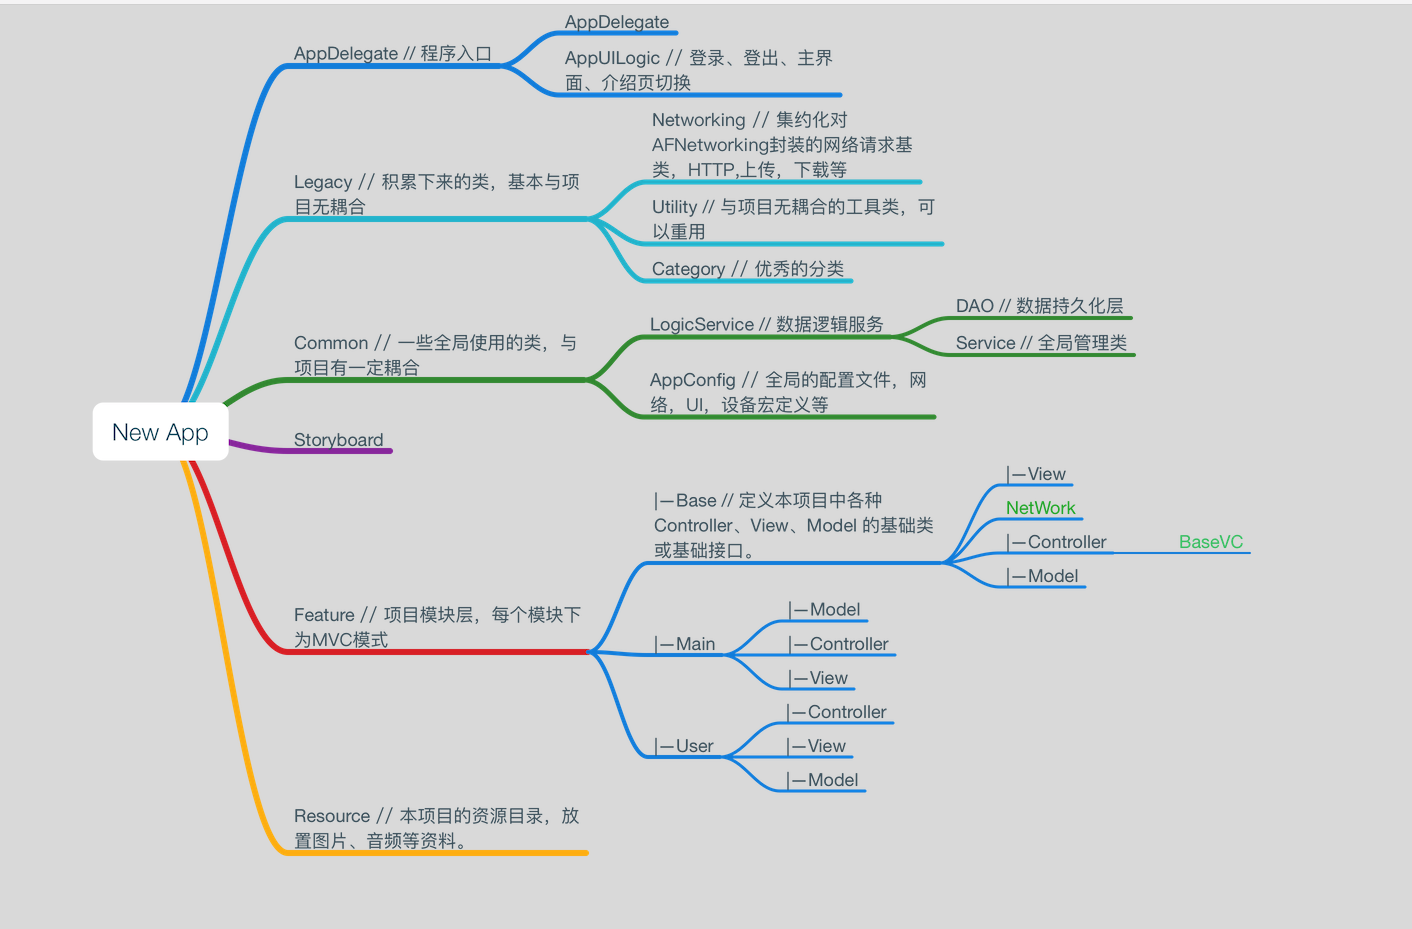 New App
AppDelegate // 程序入口
AppDelegate
AppUILogic // 登录、登出、主界
面、介绍页切换
Legacy // 积累下来的类，基本与项
目无耦合
Networking // 集约化对
AFNetworking封装的网络请求基
类，HTTP,上传，下载等
Utility // 与项目无耦合的工具类，可
以重用
Category // 优秀的分类
Common // 一些全局使用的类，与
项目有一定耦合
LogicService // 数据逻辑服务
DAO // 数据持久化层
Service // 全局管理类
AppConfig // 全局的配置文件，网
络，UI，设备宏定义等
Storyboard
Feature // 项目模块层，每个模块下
为MVC模式
|—Base // 定义本项目中各种
Controller、View、Model 的基础类
或基础接口。
|—View
NetWork
|—Controller
BaseVC
|—Model
|—Main
|—Model
|—Controller
|—View
|—User
|—Controller
|—View
|—Model
Resource // 本项目的资源目录，放
置图片、音频等资料。